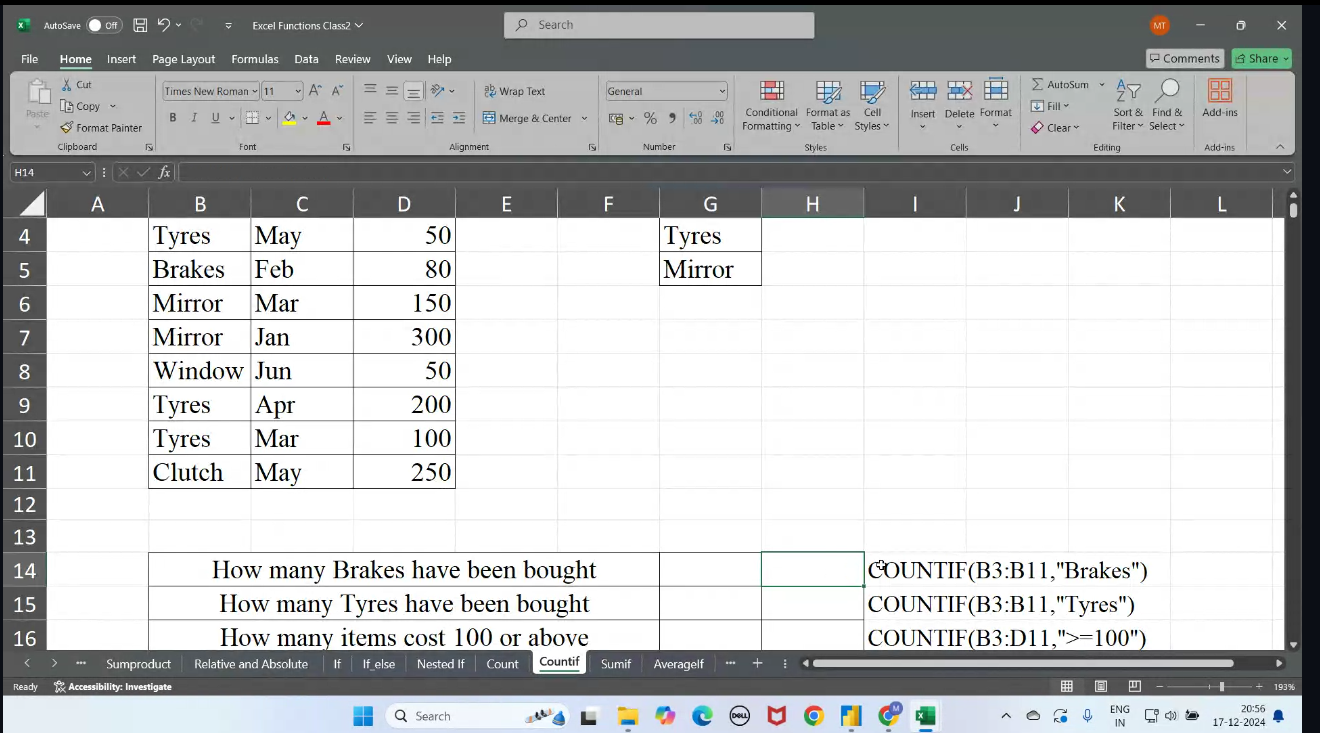 AutoSave Off Excel Functions Class2 Search MT
File Home Insert Page Layout Formulas Data Review View Help Comments Share
Paste Cut Copy Format Painter Clipboard
Times New Roman 11 B I U A Font
Wrap Text Merge & Center Alignment
General % Number
Conditional Formatting Format as Table Cell Styles Styles
Insert Delete Format Cells
AutoSum Fill Clear Sort & Filter Find & Select Editing
Add-ins Add-ins
H14 fx
A B C D E F G H I J K L
4 Tyres May 50 Tyres
5 Brakes Feb 80 Mirror
6 Mirror Mar 150
7 Mirror Jan 300
8 Window Jun 50
9 Tyres Apr 200
10 Tyres Mar 100
11 Clutch May 250
12
13
14 How many Brakes have been bought COUNTIF(B3:B11,"Brakes")
15 How many Tyres have been bought COUNTIF(B3:B11,"Tyres")
16 How many items cost 100 or above COUNTIF(B3:D11,">=100")
... Sumproduct Relative and Absolute If If_else Nested If Count Countif Sumif AverageIf ...
Ready Accessibility: Investigate 193%
Search DELL M ENG IN 20:56 17-12-2024